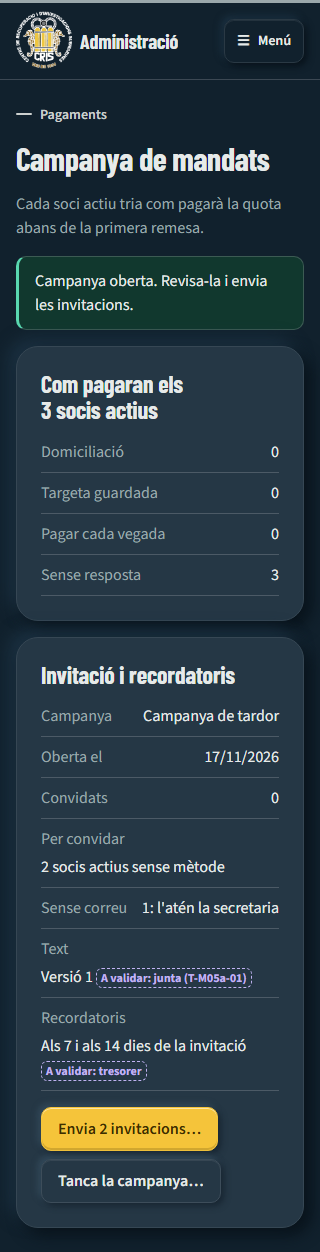 CRIS
Administració
☰ Menú
— Pagaments
Campanya de mandats
Cada soci actiu tria com pagarà la quota
abans de la primera remesa.
Campanya oberta. Revisa-la i envia
les invitacions.
Com pagaran els
3 socis actius
Domiciliació 0
Targeta guardada 0
Pagar cada vegada 0
Sense resposta 3
Invitació i recordatoris
Campanya Campanya de tardor
Oberta el 17/11/2026
Convidats 0
Per convidar
2 socis actius sense mètode
Sense correu 1: l'atén la secretaria
Text
Versió 1 A validar: junta (T-M05a-01)
Recordatoris
Als 7 i als 14 dies de la invitació
A validar: tresorer
Envia 2 invitacions…
Tanca la campanya…